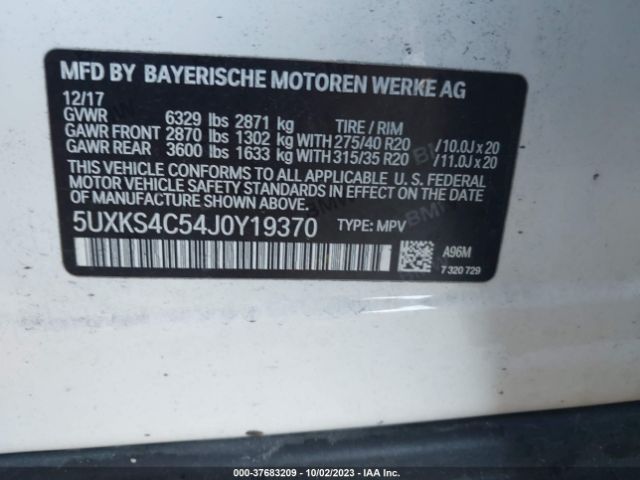 MFD BY BAYERISCHE MOTOREN WERKE AG
12/17
GVWR 6329 lbs 2871 kg TIRE / RIM
GAWR FRONT 2870 lbs 1302 kg WITH 275/40 R20 /10.0J x 20
GAWR REAR 3600 lbs 1633 kg WITH 315/35 R20 /11.0J x 20
THIS VEHICLE CONFORMS TO ALL APPLICABLE U. S. FEDERAL
MOTOR VEHICLE SAFETY AND THEFT PREVENTION STANDARDS
IN EFFECT ON THE DATE OF MANUFACTURE SHOWN ABOVE.
5UXKS4C54J0Y19370 TYPE: MPV
A96M
7 320 729
000-37683209 | 10/02/2023 | IAA Inc.